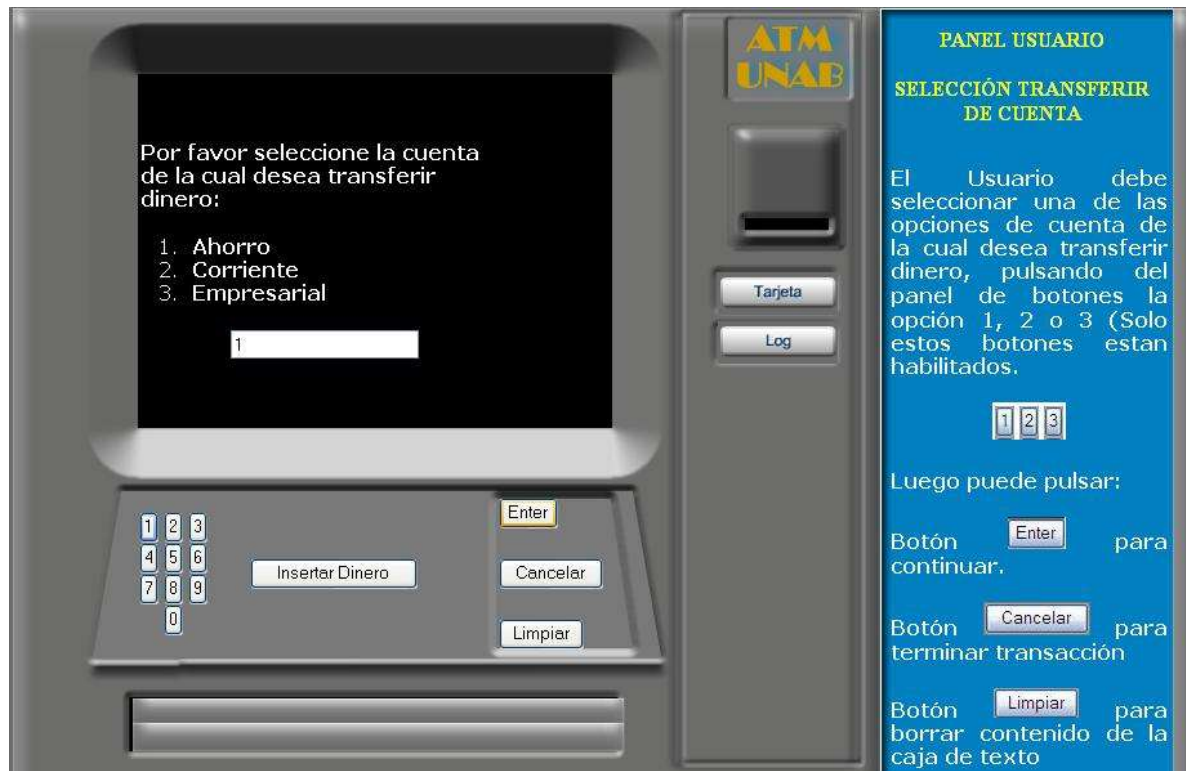 Por favor seleccione la cuenta
de la cual desea transferir
dinero:
1. Ahorro
2. Corriente
3. Empresarial
1
1 2 3
4 5 6
7 8 9
0
Insertar Dinero
Enter
Cancelar
Limpiar
ATM
UNAB
Tarjeta
Log
PANEL USUARIO
SELECCIÓN TRANSFERIR
DE CUENTA
El Usuario debe
seleccionar una de las
opciones de cuenta de
la cual desea transferir
dinero, pulsando del
panel de botones la
opción 1, 2 o 3 (Solo
estos botones estan
habilitados.
1 2 3
Luego puede pulsar:
Botón Enter para
continuar.
Botón Cancelar para
terminar transacción
Botón Limpiar para
borrar contenido de la
caja de texto